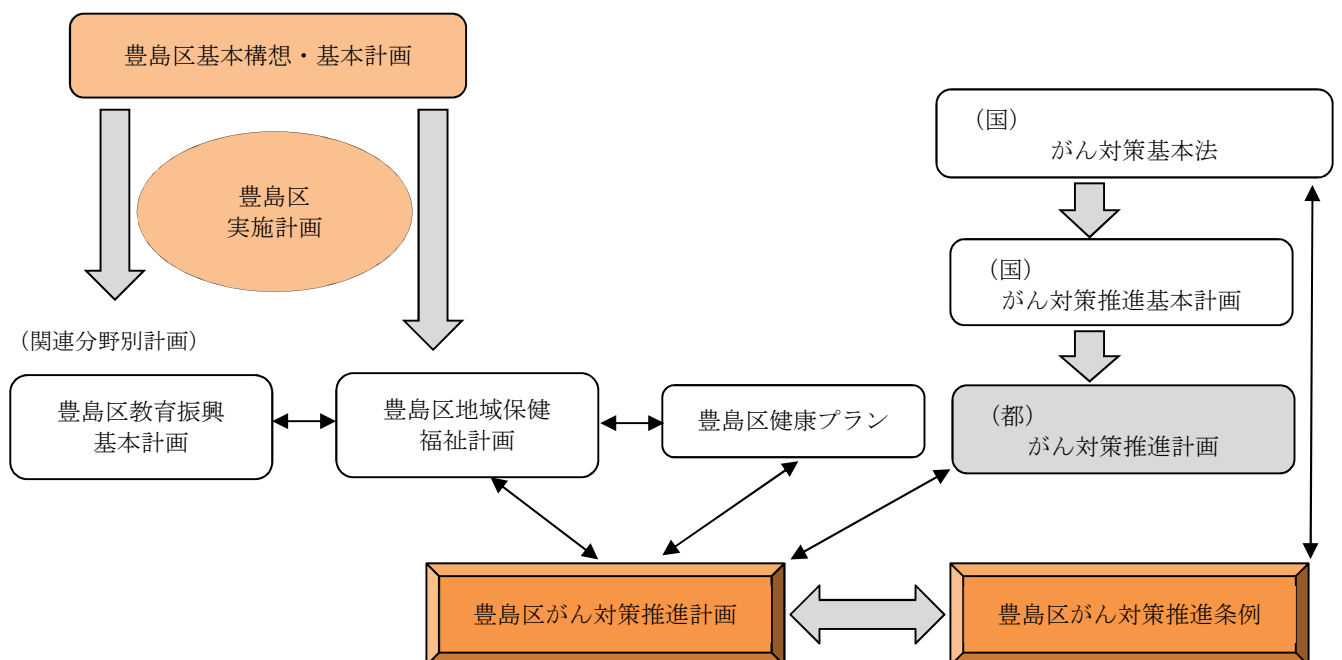 豊島区基本構想・基本計画
豊島区
実施計画
（国）
がん対策基本法
（国）
がん対策推進基本計画
（関連分野別計画）
豊島区教育振興
基本計画
豊島区地域保健
福祉計画
豊島区健康プラン
（都）
がん対策推進計画
豊島区がん対策推進計画
豊島区がん対策推進条例